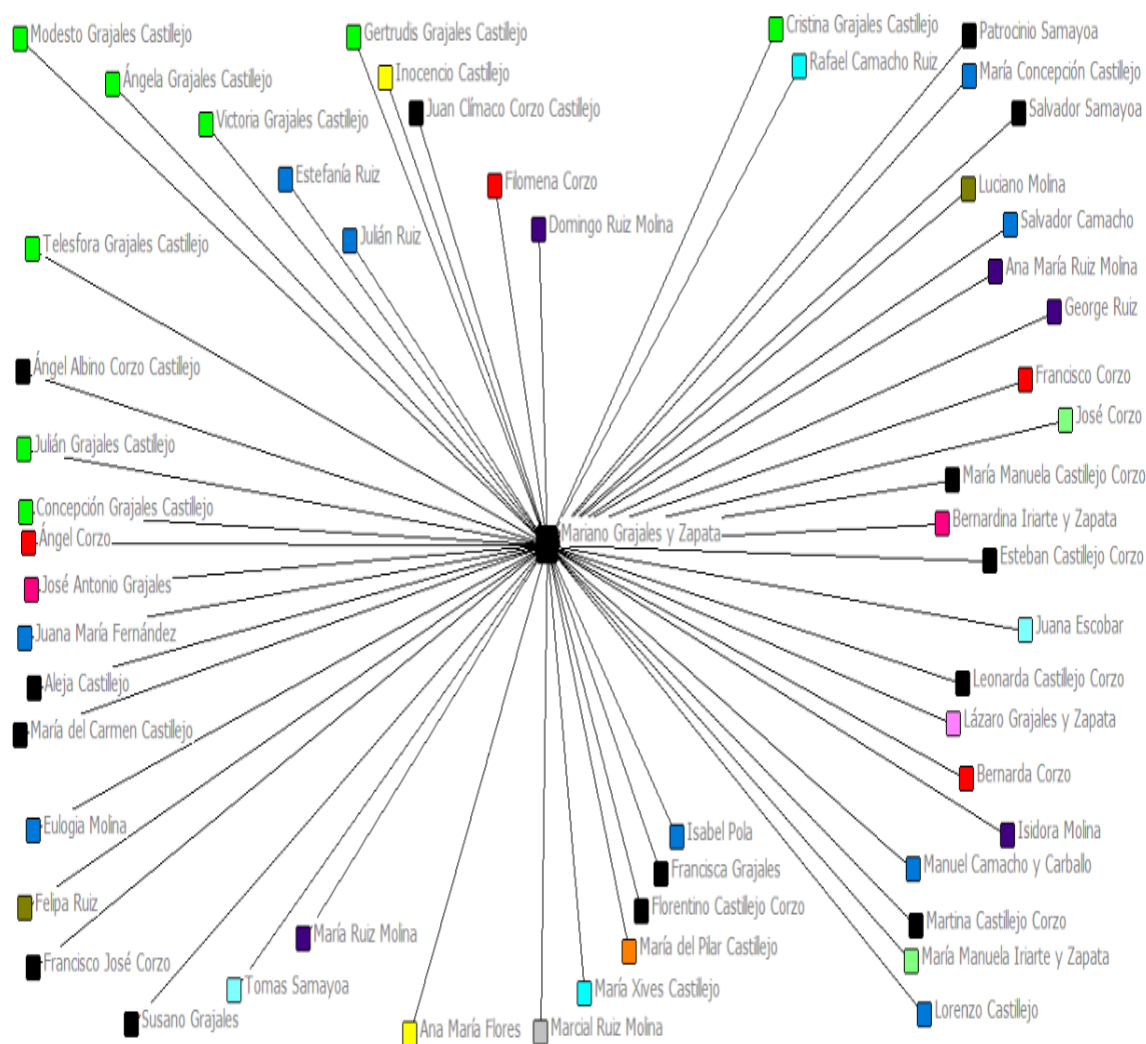 Modesto Grajales Castillejo
Gertrudis Grajales Castillejo
Cristina Grajales Castillejo
Patrocinio Samayoa
Rafael Camacho Ruiz
Inocencio Castillejo
María Concepción Castillejo
Ángela Grajales Castillejo
Juan Clímaco Corzo Castillejo
Salvador Samayoa
Victoria Grajales Castillejo
Estefanía Ruiz
Filomena Corzo
Luciano Molina
Domingo Ruiz Molina
Salvador Camacho
Julián Ruiz
Telesfora Grajales Castillejo
Ana María Ruiz Molina
George Ruiz
Ángel Albino Corzo Castillejo
Francisco Corzo
José Corzo
Julián Grajales Castillejo
María Manuela Castillejo Corzo
Concepción Grajales Castillejo
Bernardina Iriarte y Zapata
Mariano Grajales y Zapata
Ángel Corzo
Esteban Castillejo Corzo
José Antonio Grajales
Juana María Fernández
Juana Escobar
Aleja Castillejo
Leonarda Castillejo Corzo
María del Carmen Castillejo
Lázaro Grajales y Zapata
Bernarda Corzo
Eulogia Molina
Isabel Pola
Isidora Molina
Francisca Grajales
Manuel Camacho y Carballo
Felipa Ruiz
Florentino Castillejo Corzo
Martina Castillejo Corzo
María Ruiz Molina
María del Pilar Castillejo
María Manuela Iriarte y Zapata
Francisco José Corzo
Tomas Samayoa
María Xives Castillejo
Lorenzo Castillejo
Susano Grajales
Ana María Flores
Marcial Ruiz Molina